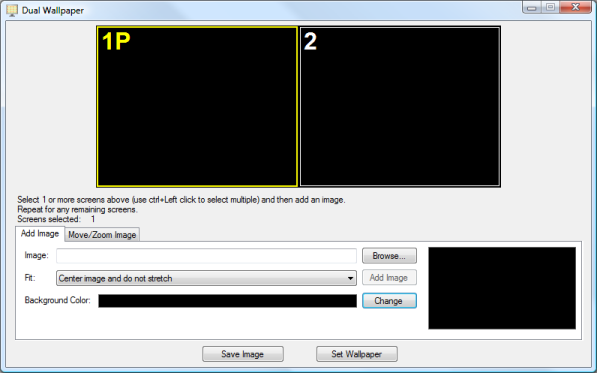 Dual Wallpaper
1P
2
Select 1 or more screens above (use ctrl+Left click to select multiple) and then add an image.
Repeat for any remaining screens.
Screens selected: 1
Add Image Move/Zoom Image
Image: Browse...
Fit: Center image and do not stretch Add Image
Background Color: Change
Save Image Set Wallpaper